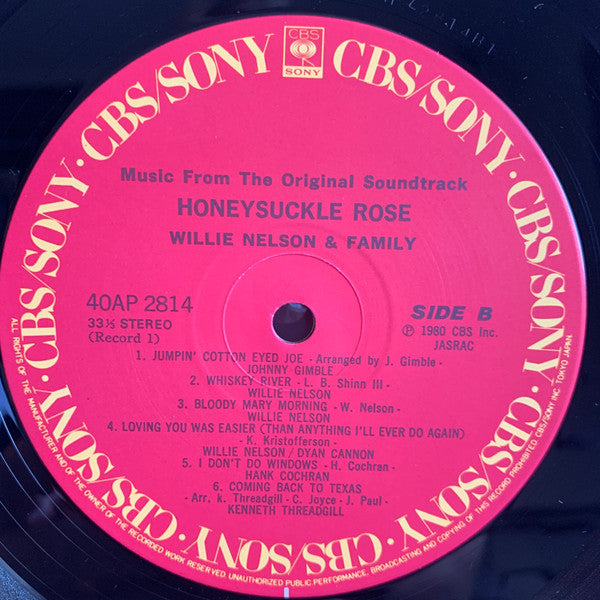 CBS
SONY
CBS/SONY · CBS/SONY · CBS/SONY · CBS/SONY · CBS/SONY · CBS/SONY · CBS/SONY
Music From The Original Soundtrack
HONEYSUCKLE ROSE
WILLIE NELSON & FAMILY
40AP 2814
33⅓ STEREO
(Record 1)
SIDE B
Ⓟ 1980 CBS Inc.
JASRAC
1. JUMPIN' COTTON EYED JOE - Arranged by J. Gimble -
JOHNNY GIMBLE
2. WHISKEY RIVER - L. B. Shinn III -
WILLIE NELSON
3. BLOODY MARY MORNING - W. Nelson -
WILLIE NELSON
4. LOVING YOU WAS EASIER (THAN ANYTHING I'LL EVER DO AGAIN)
- K. Kristofferson -
WILLIE NELSON/DYAN CANNON
5. I DON'T DO WINDOWS - H. Cochran -
HANK COCHRAN
6. COMING BACK TO TEXAS
- Arr. k. Threadgill - C. Joyce - J. Paul -
KENNETH THREADGILL
ALL RIGHTS OF THE MANUFACTURER AND OF THE OWNER OF THE RECORDED WORK RESERVED. UNAUTHORIZED PUBLIC PERFORMANCE, BROADCASTING AND COPYING OF THIS RECORD PROHIBITED. CBS/SONY INC. TOKYO JAPAN.